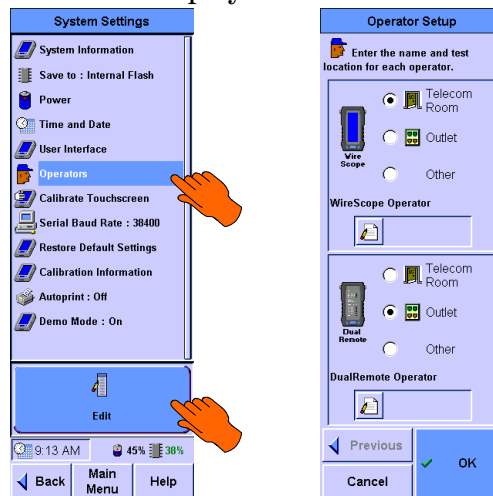 System Settings
System Information
Save to : Internal Flash
Power
Time and Date
User Interface
Operators
Calibrate Touchscreen
Serial Baud Rate : 38400
Restore Default Settings
Calibration Information
Autoprint : Off
Demo Mode : On
Edit
9:13 AM 45% 38%
Back
Main
Menu
Help
Operator Setup
Enter the name and test
location for each operator.
Telecom
Room
Outlet
Other
Wire
Scope
WireScope Operator
Telecom
Room
Outlet
Other
Dual
Remote
DualRemote Operator
Previous
Cancel
OK